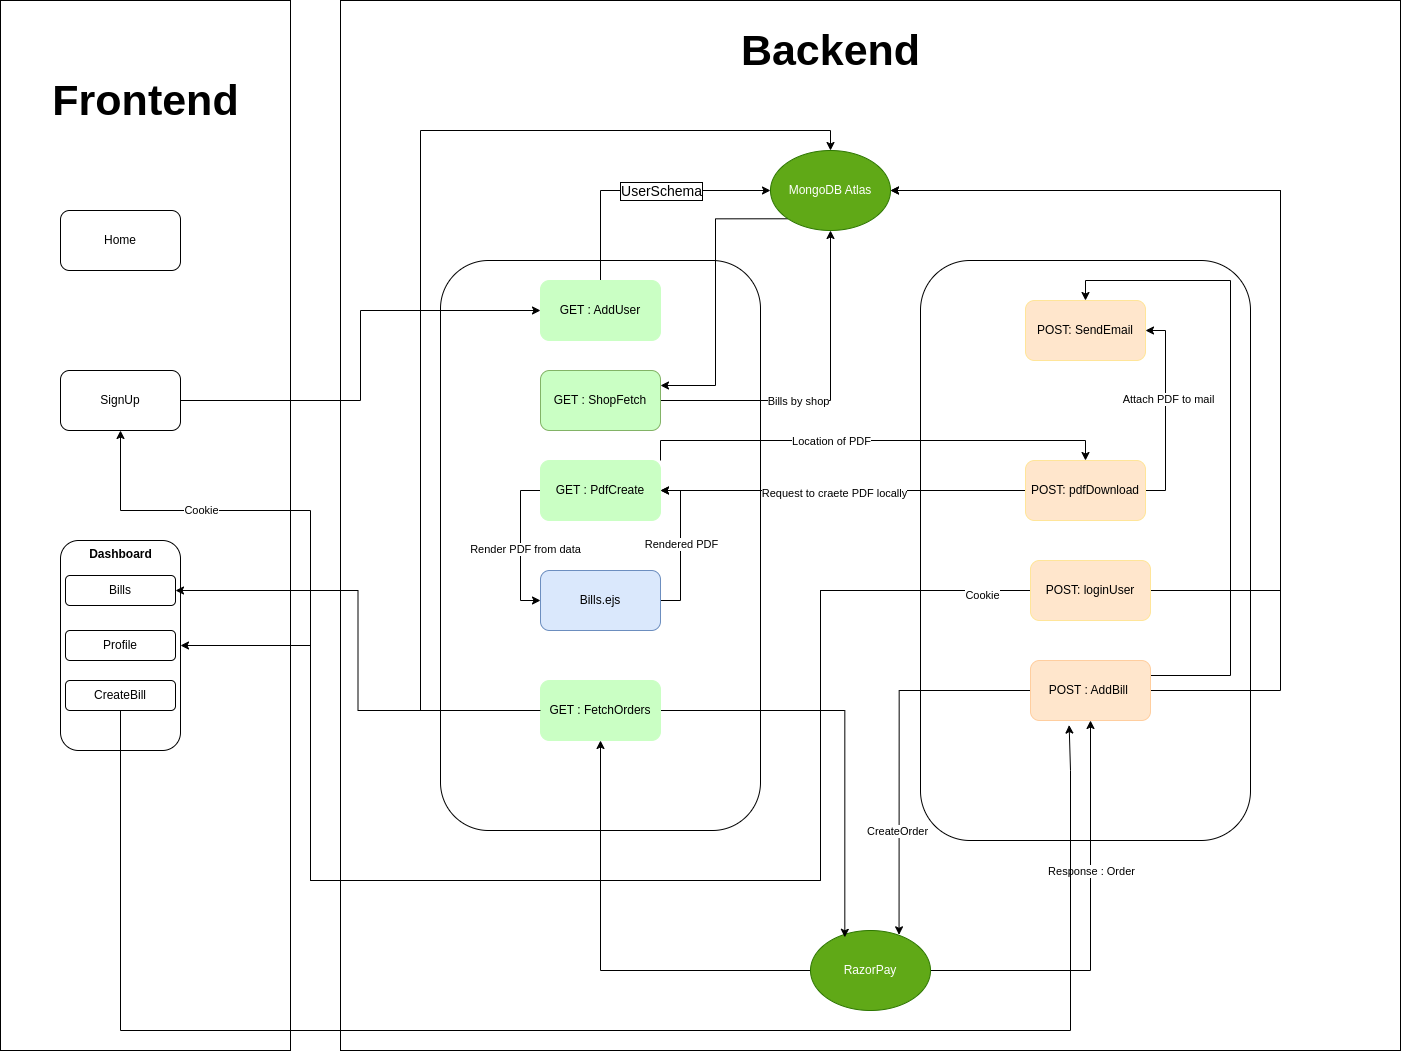 Frontend
Home
SignUp
Cookie
Dashboard
Bills
Profile
CreateBill
Backend
MongoDB Atlas
UserSchema
GET : AddUser
GET : ShopFetch
Bills by shop
Location of PDF
GET : PdfCreate
Request to craete PDF locally
Render PDF from data
Rendered PDF
Bills.ejs
GET : FetchOrders
POST: SendEmail
Attach PDF to mail
POST: pdfDownload
POST: loginUser
Cookie
POST : AddBill
CreateOrder
Response : Order
RazorPay